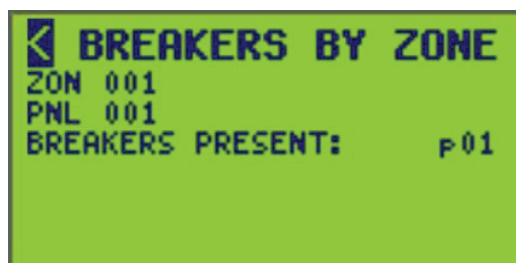 < BREAKERS BY ZONE
ZON 001
PNL 001
BREAKERS PRESENT: p01